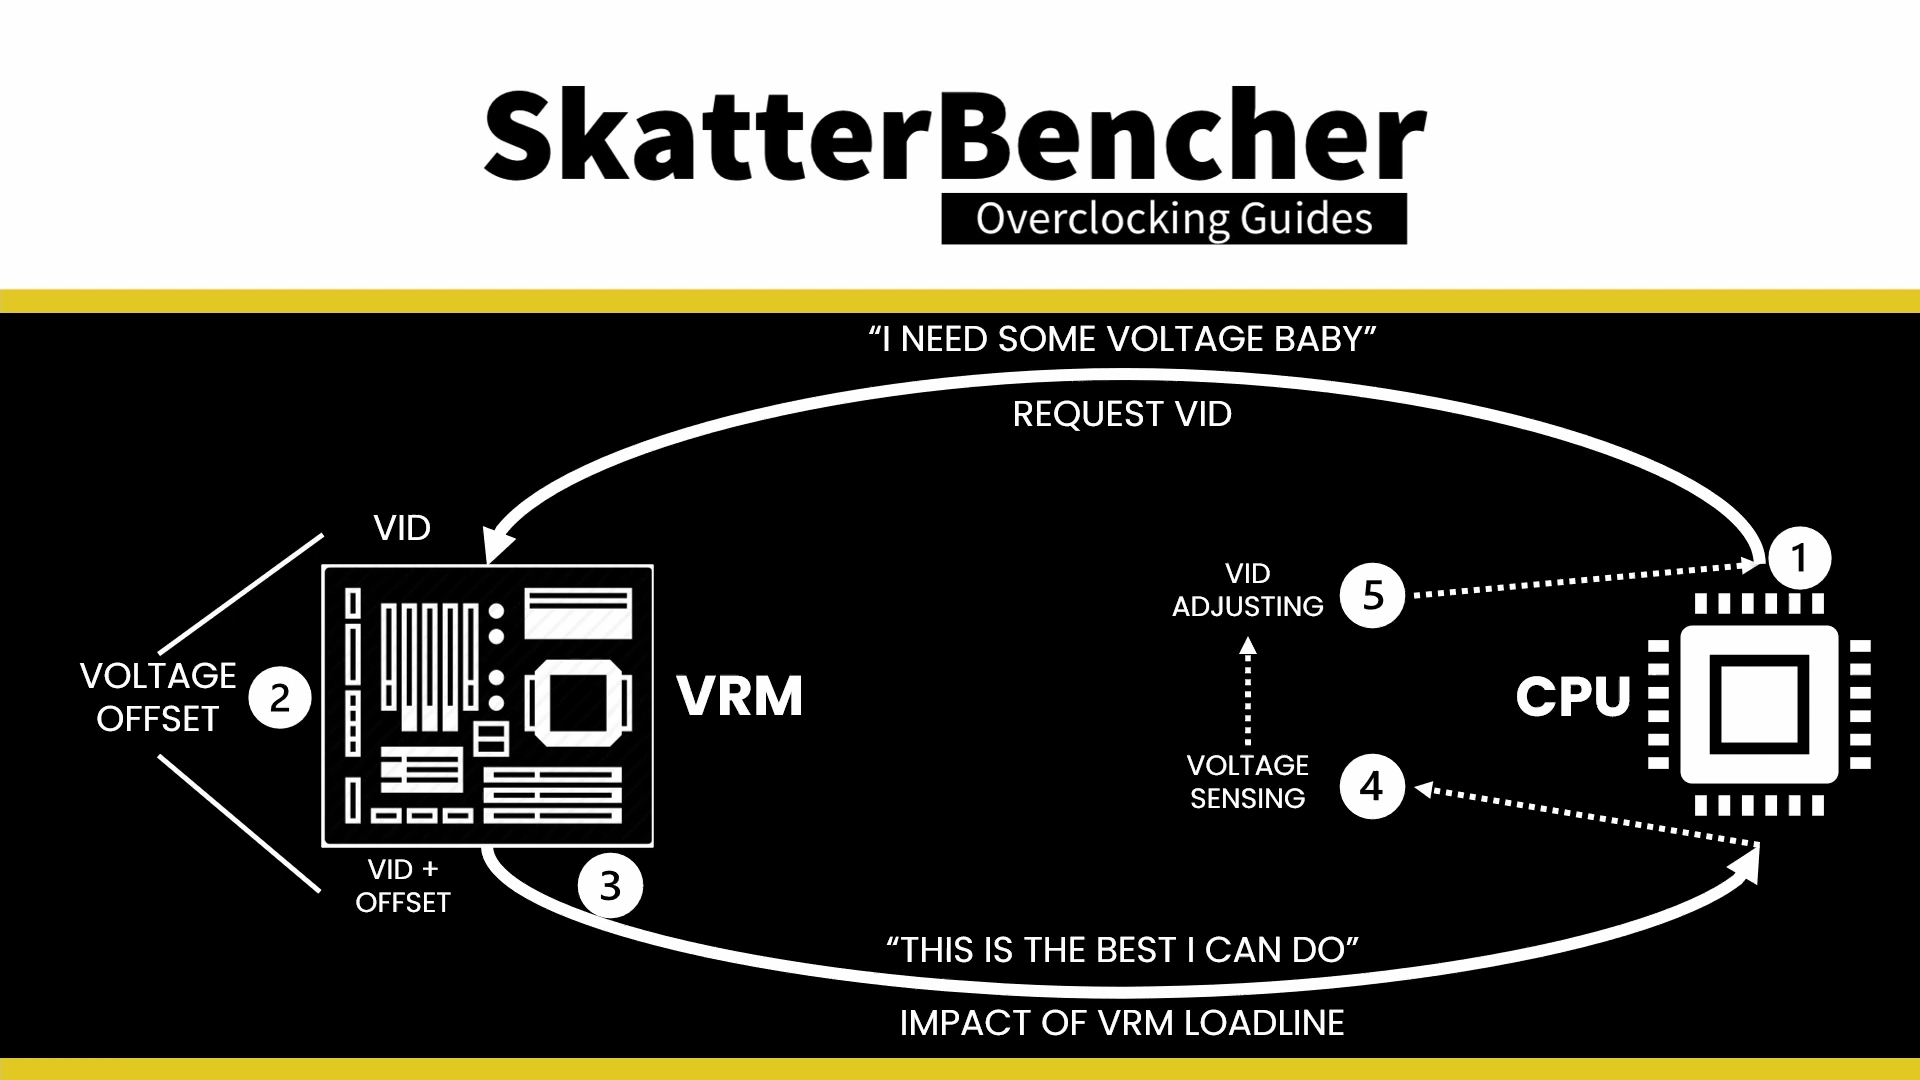 SkatterBencher
Overclocking Guides
“I NEED SOME VOLTAGE BABY”
REQUEST VID
VID
1
VID
ADJUSTING
5
VOLTAGE
OFFSET
2
VRM
CPU
VOLTAGE
SENSING
4
VID +
OFFSET
3
“THIS IS THE BEST I CAN DO”
IMPACT OF VRM LOADLINE